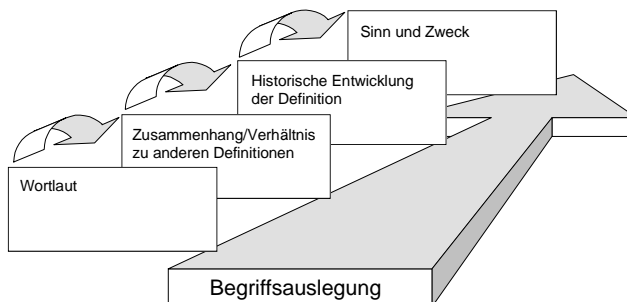 Sinn und Zweck
Historische Entwicklung
der Definition
Zusammenhang/Verhältnis
zu anderen Definitionen
Wortlaut
Begriffsauslegung